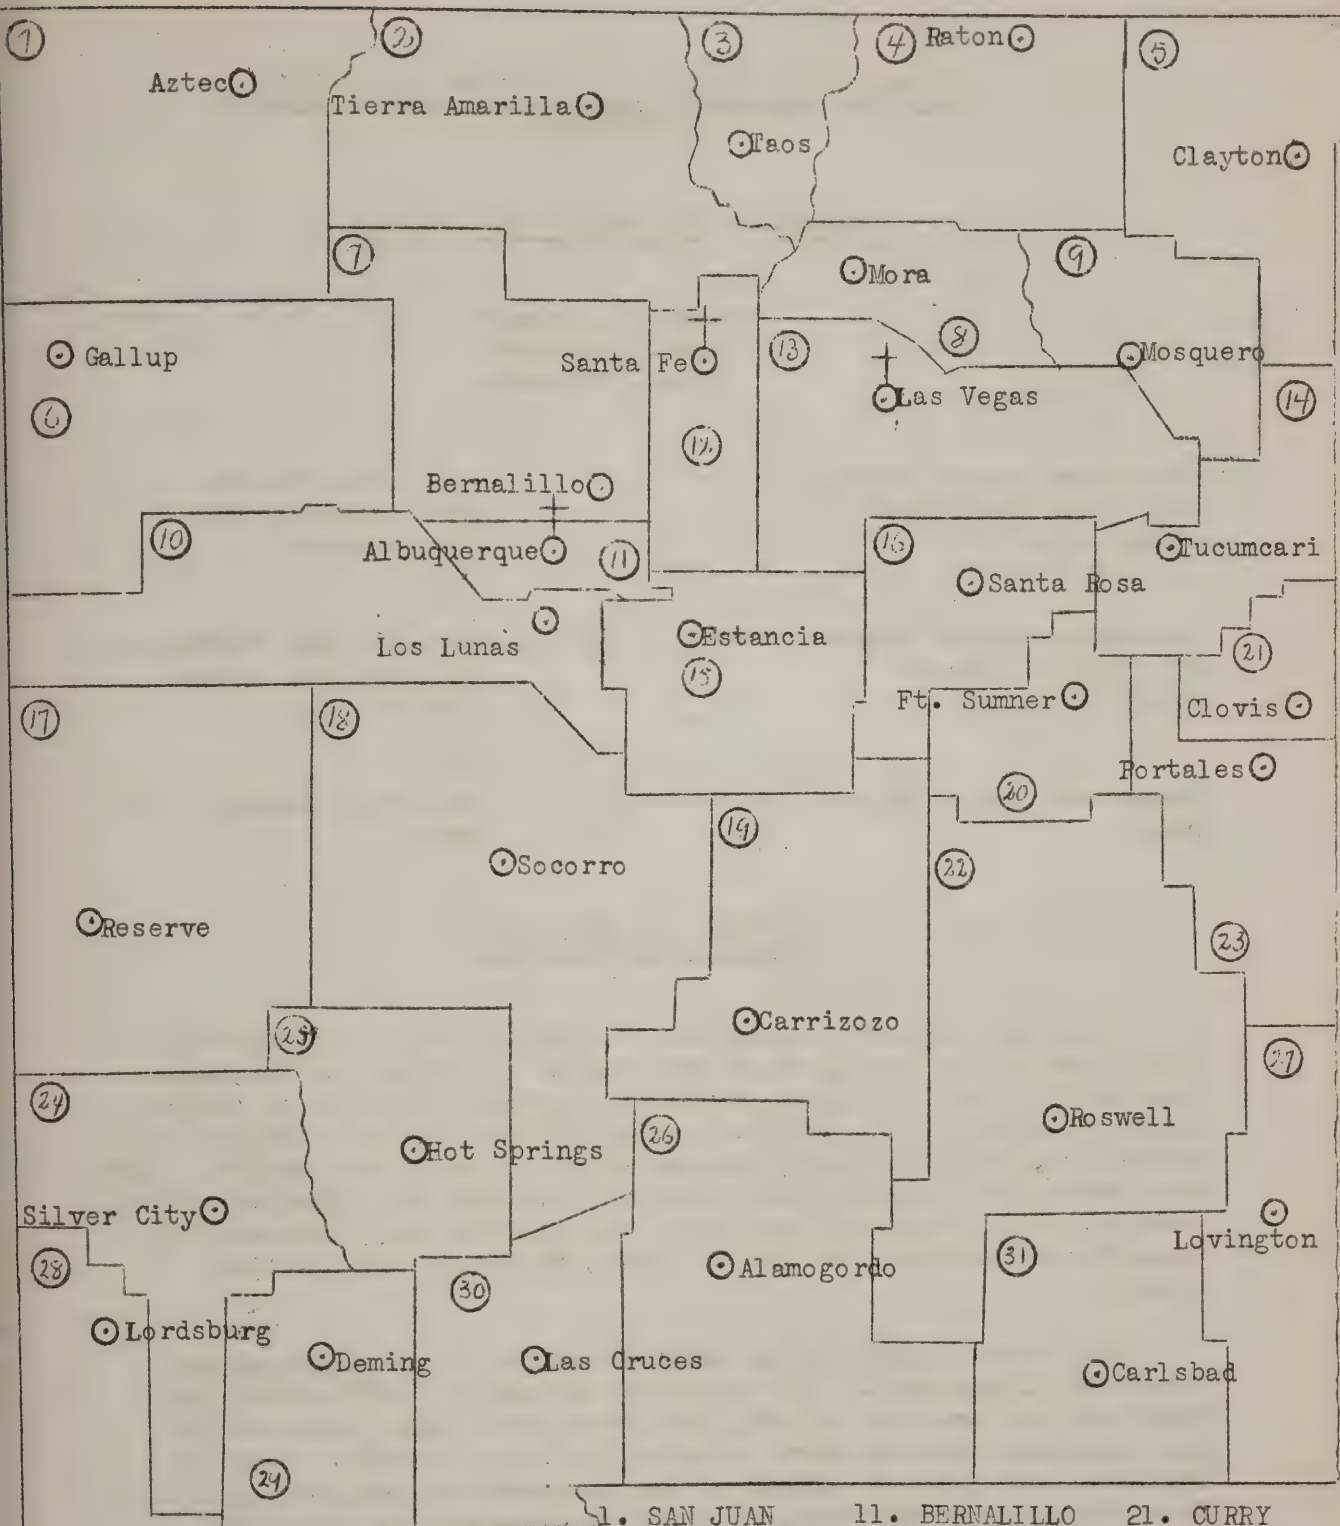 1 2 3 4 Raton 5
Aztec
Tierra Amarilla
Taos
Clayton
7 9
Mora
Gallup Santa Fe 13 8 Mosquero
6 Las Vegas 14
12
Bernalillo
10 Albuquerque 11 16 Tucumcari
Santa Rosa
Los Lunas Estancia 21
15
17 18 Ft. Sumner Clovis
Portales
20
19
Socorro 22
Reserve 23
25 Carrizozo 27
24 Roswell
26
Hot Springs
Silver City Lovington
28 30 Alamogordo 31
Lordsburg
Deming Las Cruces Carlsbad
29
1. SAN JUAN 11. BERNALILLO 21. CURRY